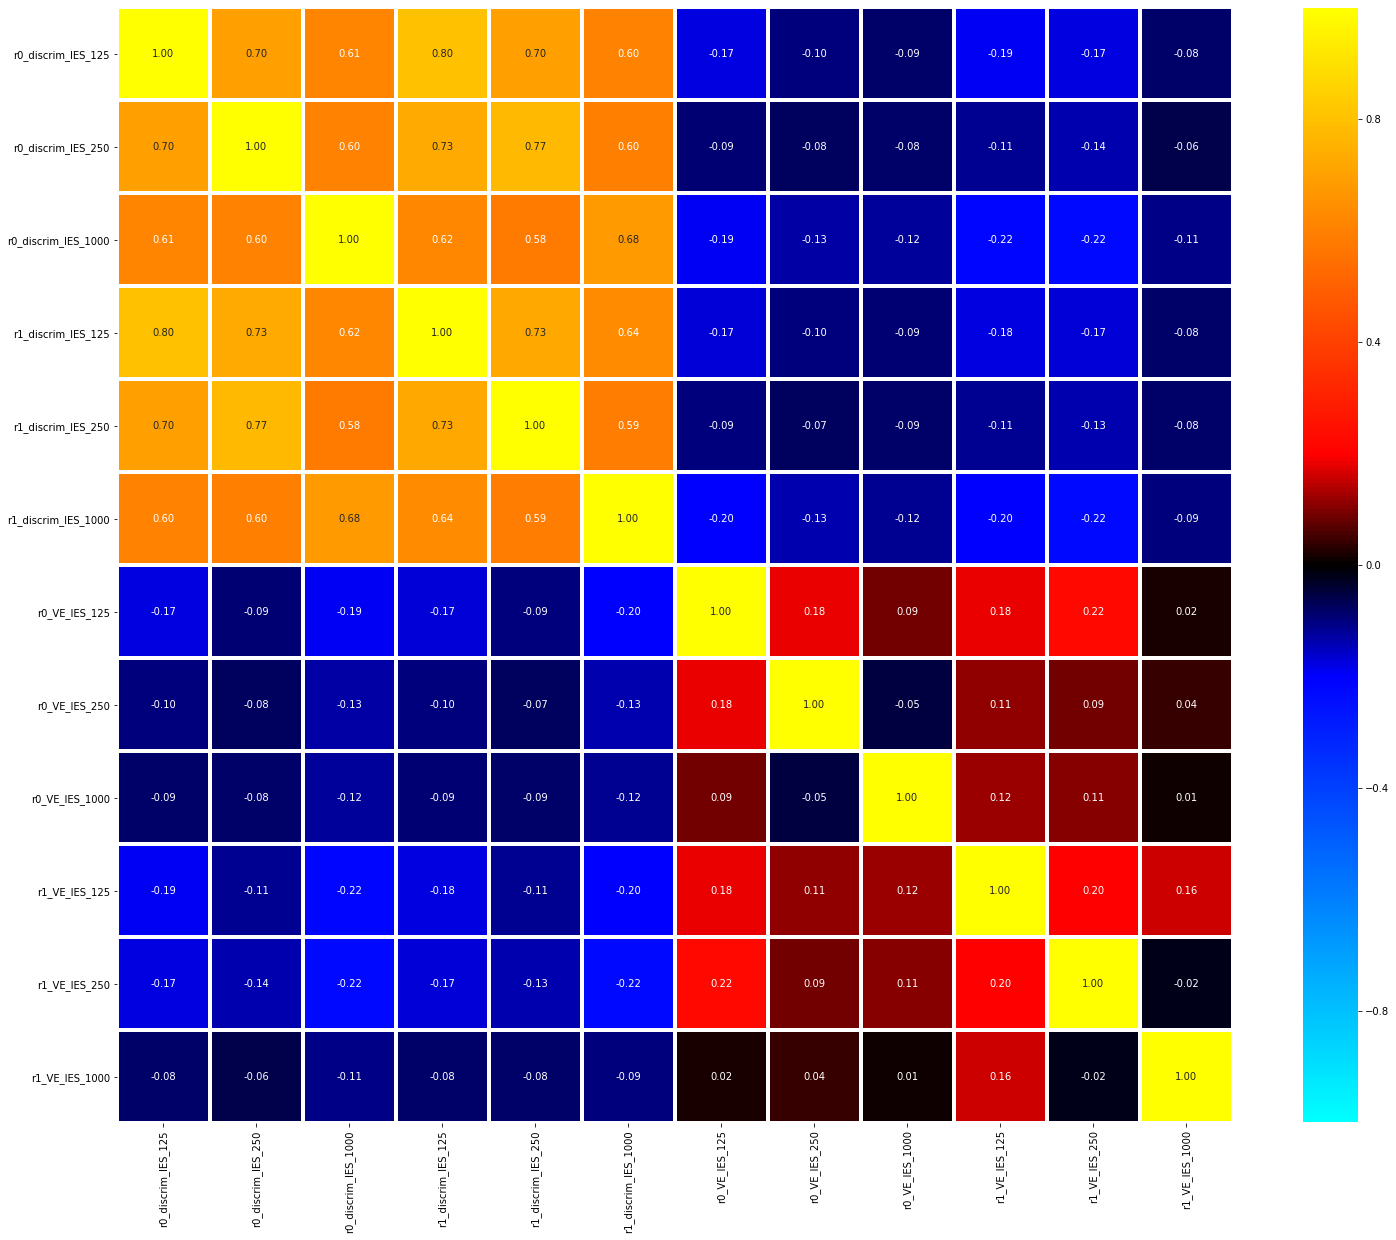 r0_discrim_IES_125 1.00 0.70 0.61 0.80 0.70 0.60 -0.17 -0.10 -0.09 -0.19 -0.17 -0.08
0.8
r0_discrim_IES_250 0.70 1.00 0.60 0.73 0.77 0.60 -0.09 -0.08 -0.08 -0.11 -0.14 -0.06
r0_discrim_IES_1000 0.61 0.60 1.00 0.62 0.58 0.68 -0.19 -0.13 -0.12 -0.22 -0.22 -0.11
0.4
r1_discrim_IES_125 0.80 0.73 0.62 1.00 0.73 0.64 -0.17 -0.10 -0.09 -0.18 -0.17 -0.08
r1_discrim_IES_250 0.70 0.77 0.58 0.73 1.00 0.59 -0.09 -0.07 -0.09 -0.11 -0.13 -0.08
r1_discrim_IES_1000 0.60 0.60 0.68 0.64 0.59 1.00 -0.20 -0.13 -0.12 -0.20 -0.22 -0.09
0.0
r0_VE_IES_125 -0.17 -0.09 -0.19 -0.17 -0.09 -0.20 1.00 0.18 0.09 0.18 0.22 0.02
r0_VE_IES_250 -0.10 -0.08 -0.13 -0.10 -0.07 -0.13 0.18 1.00 -0.05 0.11 0.09 0.04
−0.4
r0_VE_IES_1000 -0.09 -0.08 -0.12 -0.09 -0.09 -0.12 0.09 -0.05 1.00 0.12 0.11 0.01
r1_VE_IES_125 -0.19 -0.11 -0.22 -0.18 -0.11 -0.20 0.18 0.11 0.12 1.00 0.20 0.16
r1_VE_IES_250 -0.17 -0.14 -0.22 -0.17 -0.13 -0.22 0.22 0.09 0.11 0.20 1.00 -0.02
−0.8
r1_VE_IES_1000 -0.08 -0.06 -0.11 -0.08 -0.08 -0.09 0.02 0.04 0.01 0.16 -0.02 1.00
r0_discrim_IES_125
r0_discrim_IES_250
r0_discrim_IES_1000
r1_discrim_IES_125
r1_discrim_IES_250
r1_discrim_IES_1000
r0_VE_IES_125
r0_VE_IES_250
r0_VE_IES_1000
r1_VE_IES_125
r1_VE_IES_250
r1_VE_IES_1000